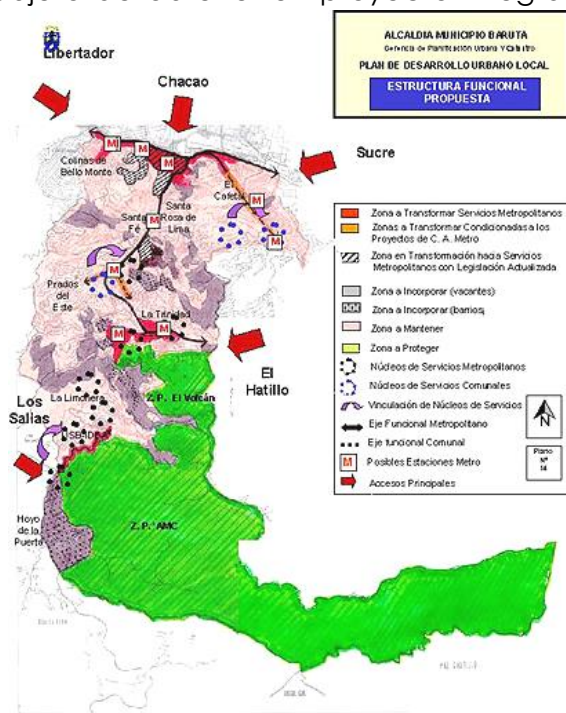 ALCALDIA MUNICIPIO BARUTA
Gerencia de Planificación Urbana Y Catastro
PLAN DE DESARROLLO URBANO LOCAL
ESTRUCTURA FUNCIONAL
PROPUESTA
Libertador
Chacao
Sucre
Colinas de
Bello Monte
El
Cafetal
Santa
Rosa de
Lima
Santa
Fé
Prados
del
Este
La Trinidad
El
Hatillo
Z.P. El Volcán
Los
Salias
La Limonera
Hoyo
de la
Puerta
Z.P. AMC
M
M
M
M
M
M
M
M
M
Zona a Transformar Servicios Metropolitanos
Zonas a Transformar Condicionadas a los
Proyectos de C. A. Metro
Zona en Transformación hacia Servicios
Metropolitanos con Legislación Actualizada
Zona a Incorporar (vacantes)
Zona a Incorporar (barrios)
Zona a Mantener
Zona a Proteger
Núcleos de Servicios Metropolitanos
Núcleos de Servicios Comunales
Vinculación de Núcleos de Servicios
Eje Funcional Metropolitano
Eje funcional Comunal
M Posibles Estaciones Metro
Accesos Principales
N
Plano
Nº
14